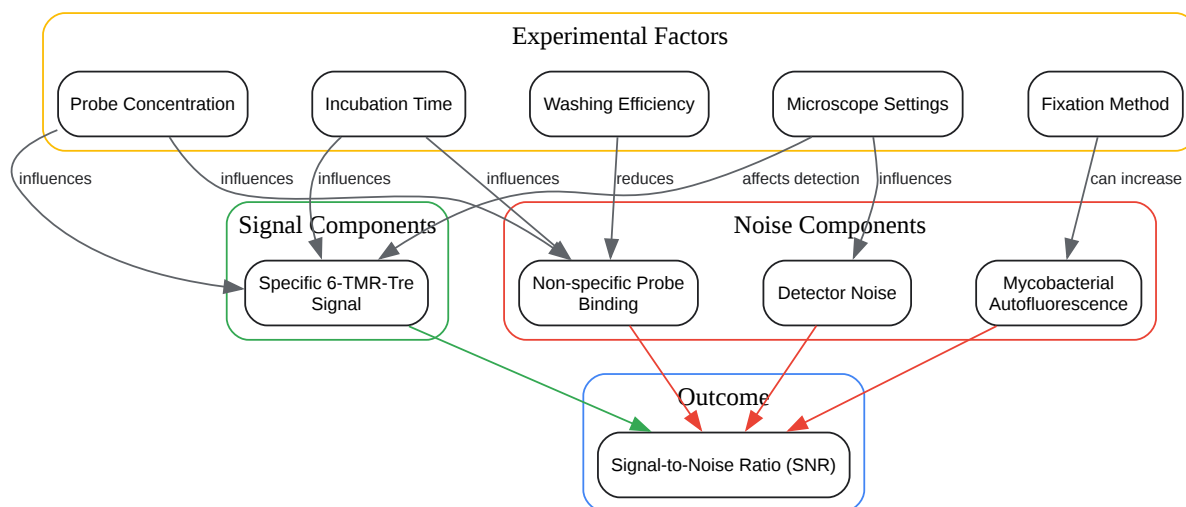 Experimental Factors
Probe Concentration
Incubation Time
Washing Efficiency
Microscope Settings
Fixation Method
influences
influences
influences
influences
reduces
affects detection
influences
can increase
Signal Components
Noise Components
Specific 6-TMR-Tre
Signal
Non-specific Probe
Binding
Detector Noise
Mycobacterial
Autofluorescence
Outcome
Signal-to-Noise Ratio (SNR)